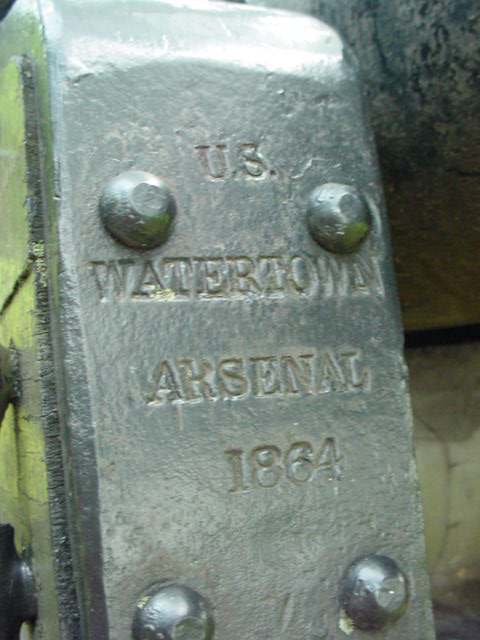 U.S.
WATERTOWN
ARSENAL
1864